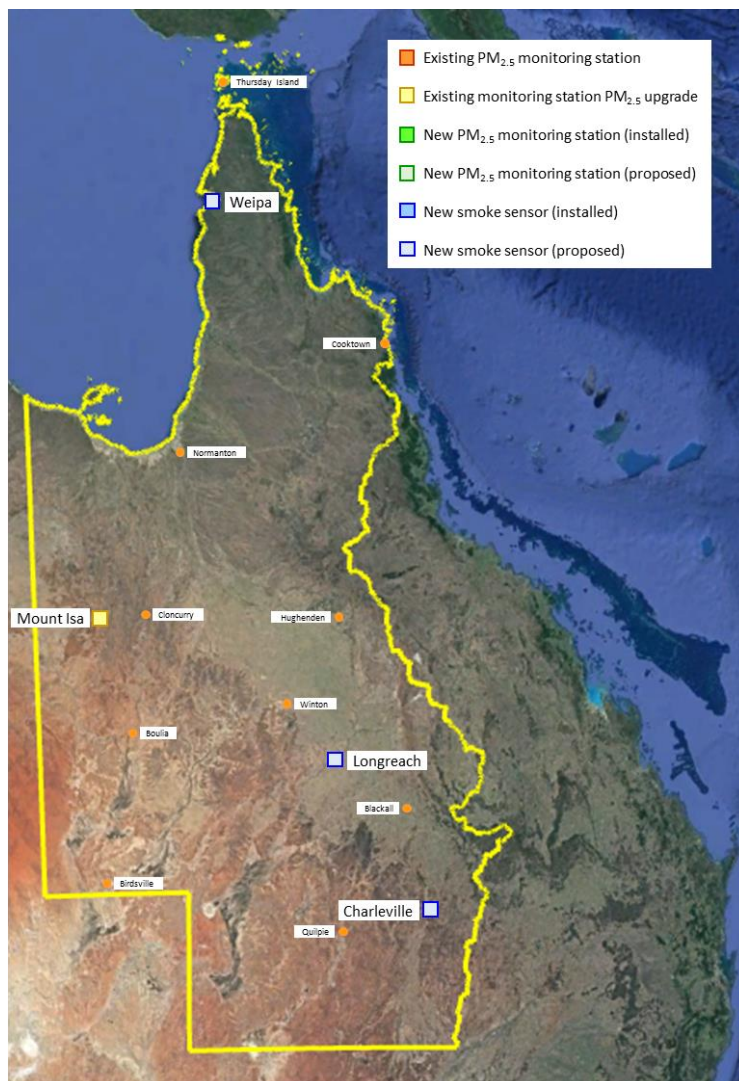 Existing PM2.5 monitoring station
Existing monitoring station PM2.5 upgrade
New PM2.5 monitoring station (installed)
New PM2.5 monitoring station (proposed)
New smoke sensor (installed)
New smoke sensor (proposed)
Thursday Island
Weipa
Cooktown
Normanton
Mount Isa
Cloncurry
Hughenden
Winton
Boulia
Longreach
Blackall
Birdsville
Charleville
Quilpie